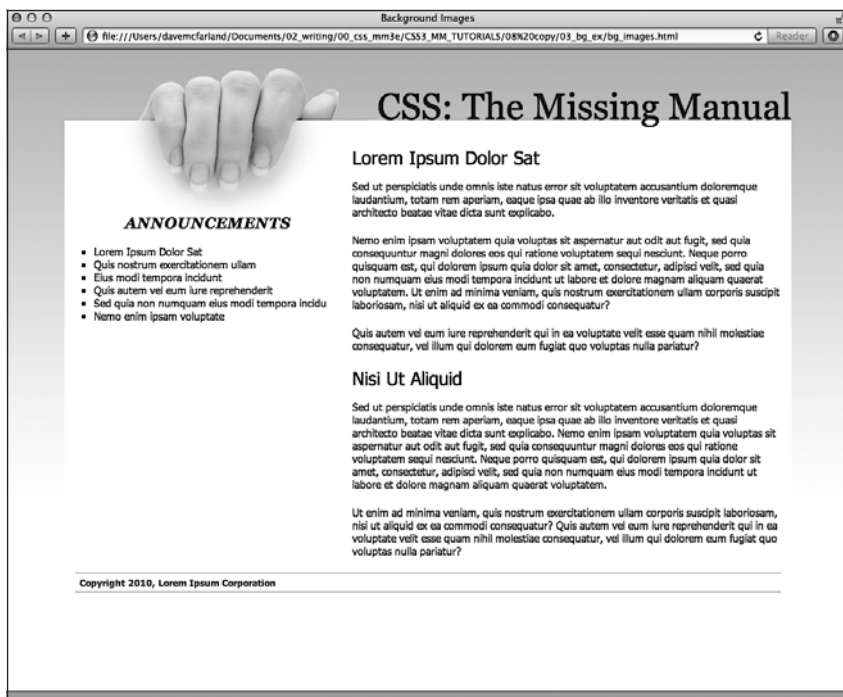 Background Images
file:///Users/davemcfarland/Documents/02_writing/00_css_mm3e/CSS3_MM_TUTORIALS/08%20copy/03_bg_ex/bg_images.html
Reader
CSS: The Missing Manual
ANNOUNCEMENTS
Lorem Ipsum Dolor Sat
Quis nostrum exercitationem ullam
Eius modi tempora incidunt
Quis autem vel eum iure reprehenderit
Sed quia non numquam eius modi tempora incidu
Nemo enim ipsam voluptate
Lorem Ipsum Dolor Sat
Sed ut perspiciatis unde omnis iste natus error sit voluptatem accusantium doloremque
laudantium, totam rem aperiam, eaque ipsa quae ab illo inventore veritatis et quasi
architecto beatae vitae dicta sunt explicabo.
Nemo enim ipsam voluptatem quia voluptas sit aspernatur aut odit aut fugit, sed quia
consequuntur magni dolores eos qui ratione voluptatem sequi nesciunt. Neque porro
quisquam est, qui dolorem ipsum quia dolor sit amet, consectetur, adipisci velit, sed quia
non numquam eius modi tempora incidunt ut labore et dolore magnam aliquam quaerat
voluptatem. Ut enim ad minima veniam, quis nostrum exercitationem ullam corporis suscipit
laboriosam, nisi ut aliquid ex ea commodi consequatur?
Quis autem vel eum iure reprehenderit qui in ea voluptate velit esse quam nihil molestiae
consequatur, vel illum qui dolorem eum fugiat quo voluptas nulla pariatur?
Nisi Ut Aliquid
Sed ut perspiciatis unde omnis iste natus error sit voluptatem accusantium doloremque
laudantium, totam rem aperiam, eaque ipsa quae ab illo inventore veritatis et quasi
architecto beatae vitae dicta sunt explicabo. Nemo enim ipsam voluptatem quia voluptas sit
aspernatur aut odit aut fugit, sed quia consequuntur magni dolores eos qui ratione
voluptatem sequi nesciunt. Neque porro quisquam est, qui dolorem ipsum quia dolor sit
amet, consectetur, adipisci velit, sed quia non numquam eius modi tempora incidunt ut
labore et dolore magnam aliquam quaerat voluptatem.
Ut enim ad minima veniam, quis nostrum exercitationem ullam corporis suscipit laboriosam,
nisi ut aliquid ex ea commodi consequatur? Quis autem vel eum iure reprehenderit qui in ea
voluptate velit esse quam nihil molestiae consequatur, vel illum qui dolorem eum fugiat quo
voluptas nulla pariatur?
Copyright 2010, Lorem Ipsum Corporation